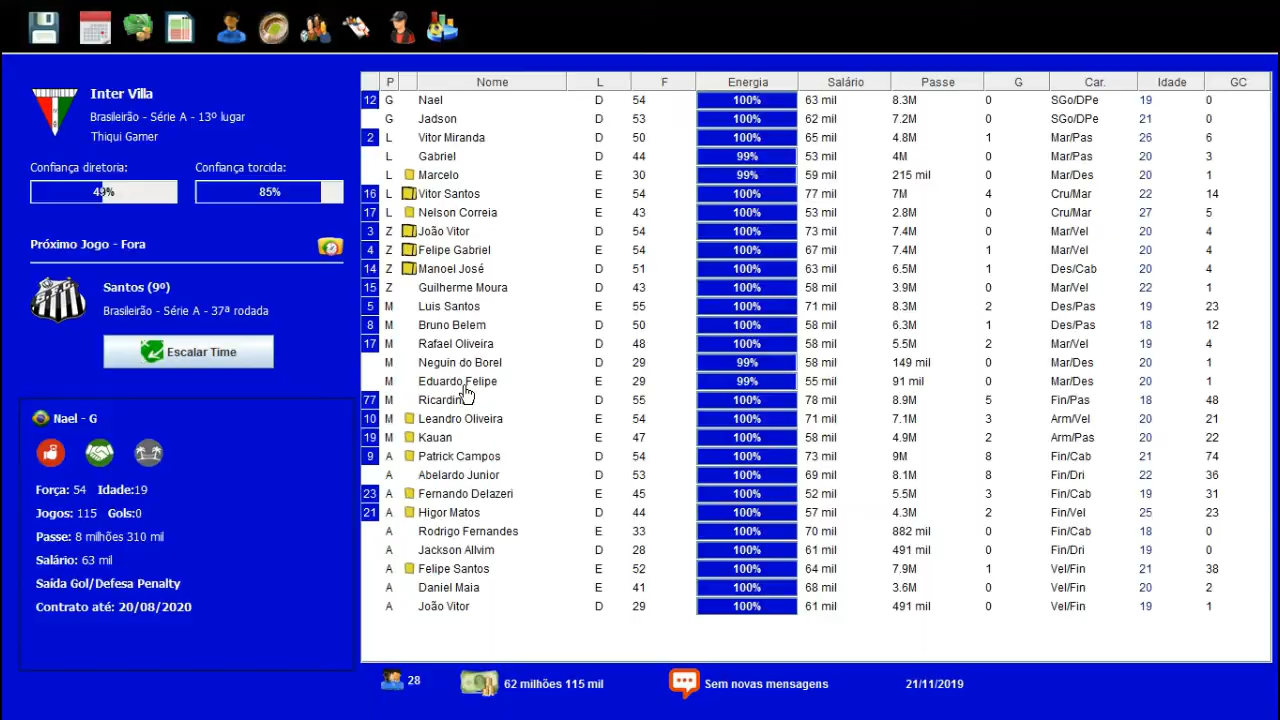 Inter Villa
Brasileirão - Série A - 13º lugar
Thiqui Gamer
Confiança diretoria: Confiança torcida:
49% 85%
Próximo Jogo - Fora
Santos (9º)
Brasileirão - Série A - 37ª rodada
Escalar Time
Nael - G
Força: 54 Idade:19
Jogos: 115 Gols:0
Passe: 8 milhões 310 mil
Salário: 63 mil
Saída Gol/Defesa Penalty
Contrato até: 20/08/2020
P Nome L F Energia Salário Passe G Car. Idade GC
12 G Nael D 54 100% 63 mil 8.3M 0 SGo/DPe 19 0
G Jadson D 53 100% 62 mil 7.2M 0 SGo/DPe 21 0
2 L Vitor Miranda D 50 100% 65 mil 4.8M 1 Mar/Pas 26 6
L Gabriel D 44 99% 53 mil 4M 0 Mar/Pas 20 3
L Marcelo E 30 99% 59 mil 215 mil 0 Mar/Des 20 1
16 L Vitor Santos E 54 100% 77 mil 7M 4 Cru/Mar 22 14
17 L Nelson Correia E 43 100% 53 mil 2.8M 0 Cru/Mar 27 5
3 Z João Vitor D 54 100% 73 mil 7.4M 0 Mar/Vel 20 4
4 Z Felipe Gabriel E 54 100% 67 mil 7.4M 1 Mar/Vel 20 4
14 Z Manoel José D 51 100% 63 mil 6.5M 1 Des/Cab 20 4
15 Z Guilherme Moura D 43 100% 58 mil 3.9M 0 Mar/Vel 22 1
5 M Luis Santos E 55 100% 71 mil 8.3M 2 Des/Pas 19 23
8 M Bruno Belem D 50 100% 58 mil 6.3M 1 Des/Pas 18 12
17 M Rafael Oliveira D 48 100% 58 mil 5.5M 2 Mar/Vel 19 4
M Neguin do Borel D 29 99% 58 mil 149 mil 0 Mar/Des 20 1
M Eduardo Felipe E 29 99% 55 mil 91 mil 0 Mar/Des 20 1
77 M D 55 100% 78 mil 8.9M 5 Fin/Pas 18 48
10 M Leandro Oliveira E 54 100% 71 mil 7.1M 3 Arm/Vel 20 21
19 M Kauan E 47 100% 58 mil 4.9M 2 Arm/Pas 20 22
9 A Patrick Campos D 54 100% 73 mil 9M 8 Fin/Cab 21 74
A Abelardo Junior D 53 100% 69 mil 8.1M 8 Fin/Dri 22 36
23 A Fernando Delazeri E 45 100% 52 mil 5.5M 3 Fin/Cab 19 31
21 A Higor Matos D 44 100% 57 mil 4.3M 2 Fin/Vel 25 23
A Rodrigo Fernandes E 33 100% 70 mil 882 mil 0 Fin/Cab 18 0
A Jackson Allvim D 28 100% 61 mil 491 mil 0 Fin/Dri 19 0
A Felipe Santos E 52 100% 64 mil 7.9M 1 Vel/Fin 21 38
A Daniel Maia E 41 100% 68 mil 3.6M 0 Vel/Fin 20 2
A João Vitor D 29 100% 61 mil 491 mil 0 Vel/Fin 19 1
28 62 milhões 115 mil Sem novas mensagens 21/11/2019